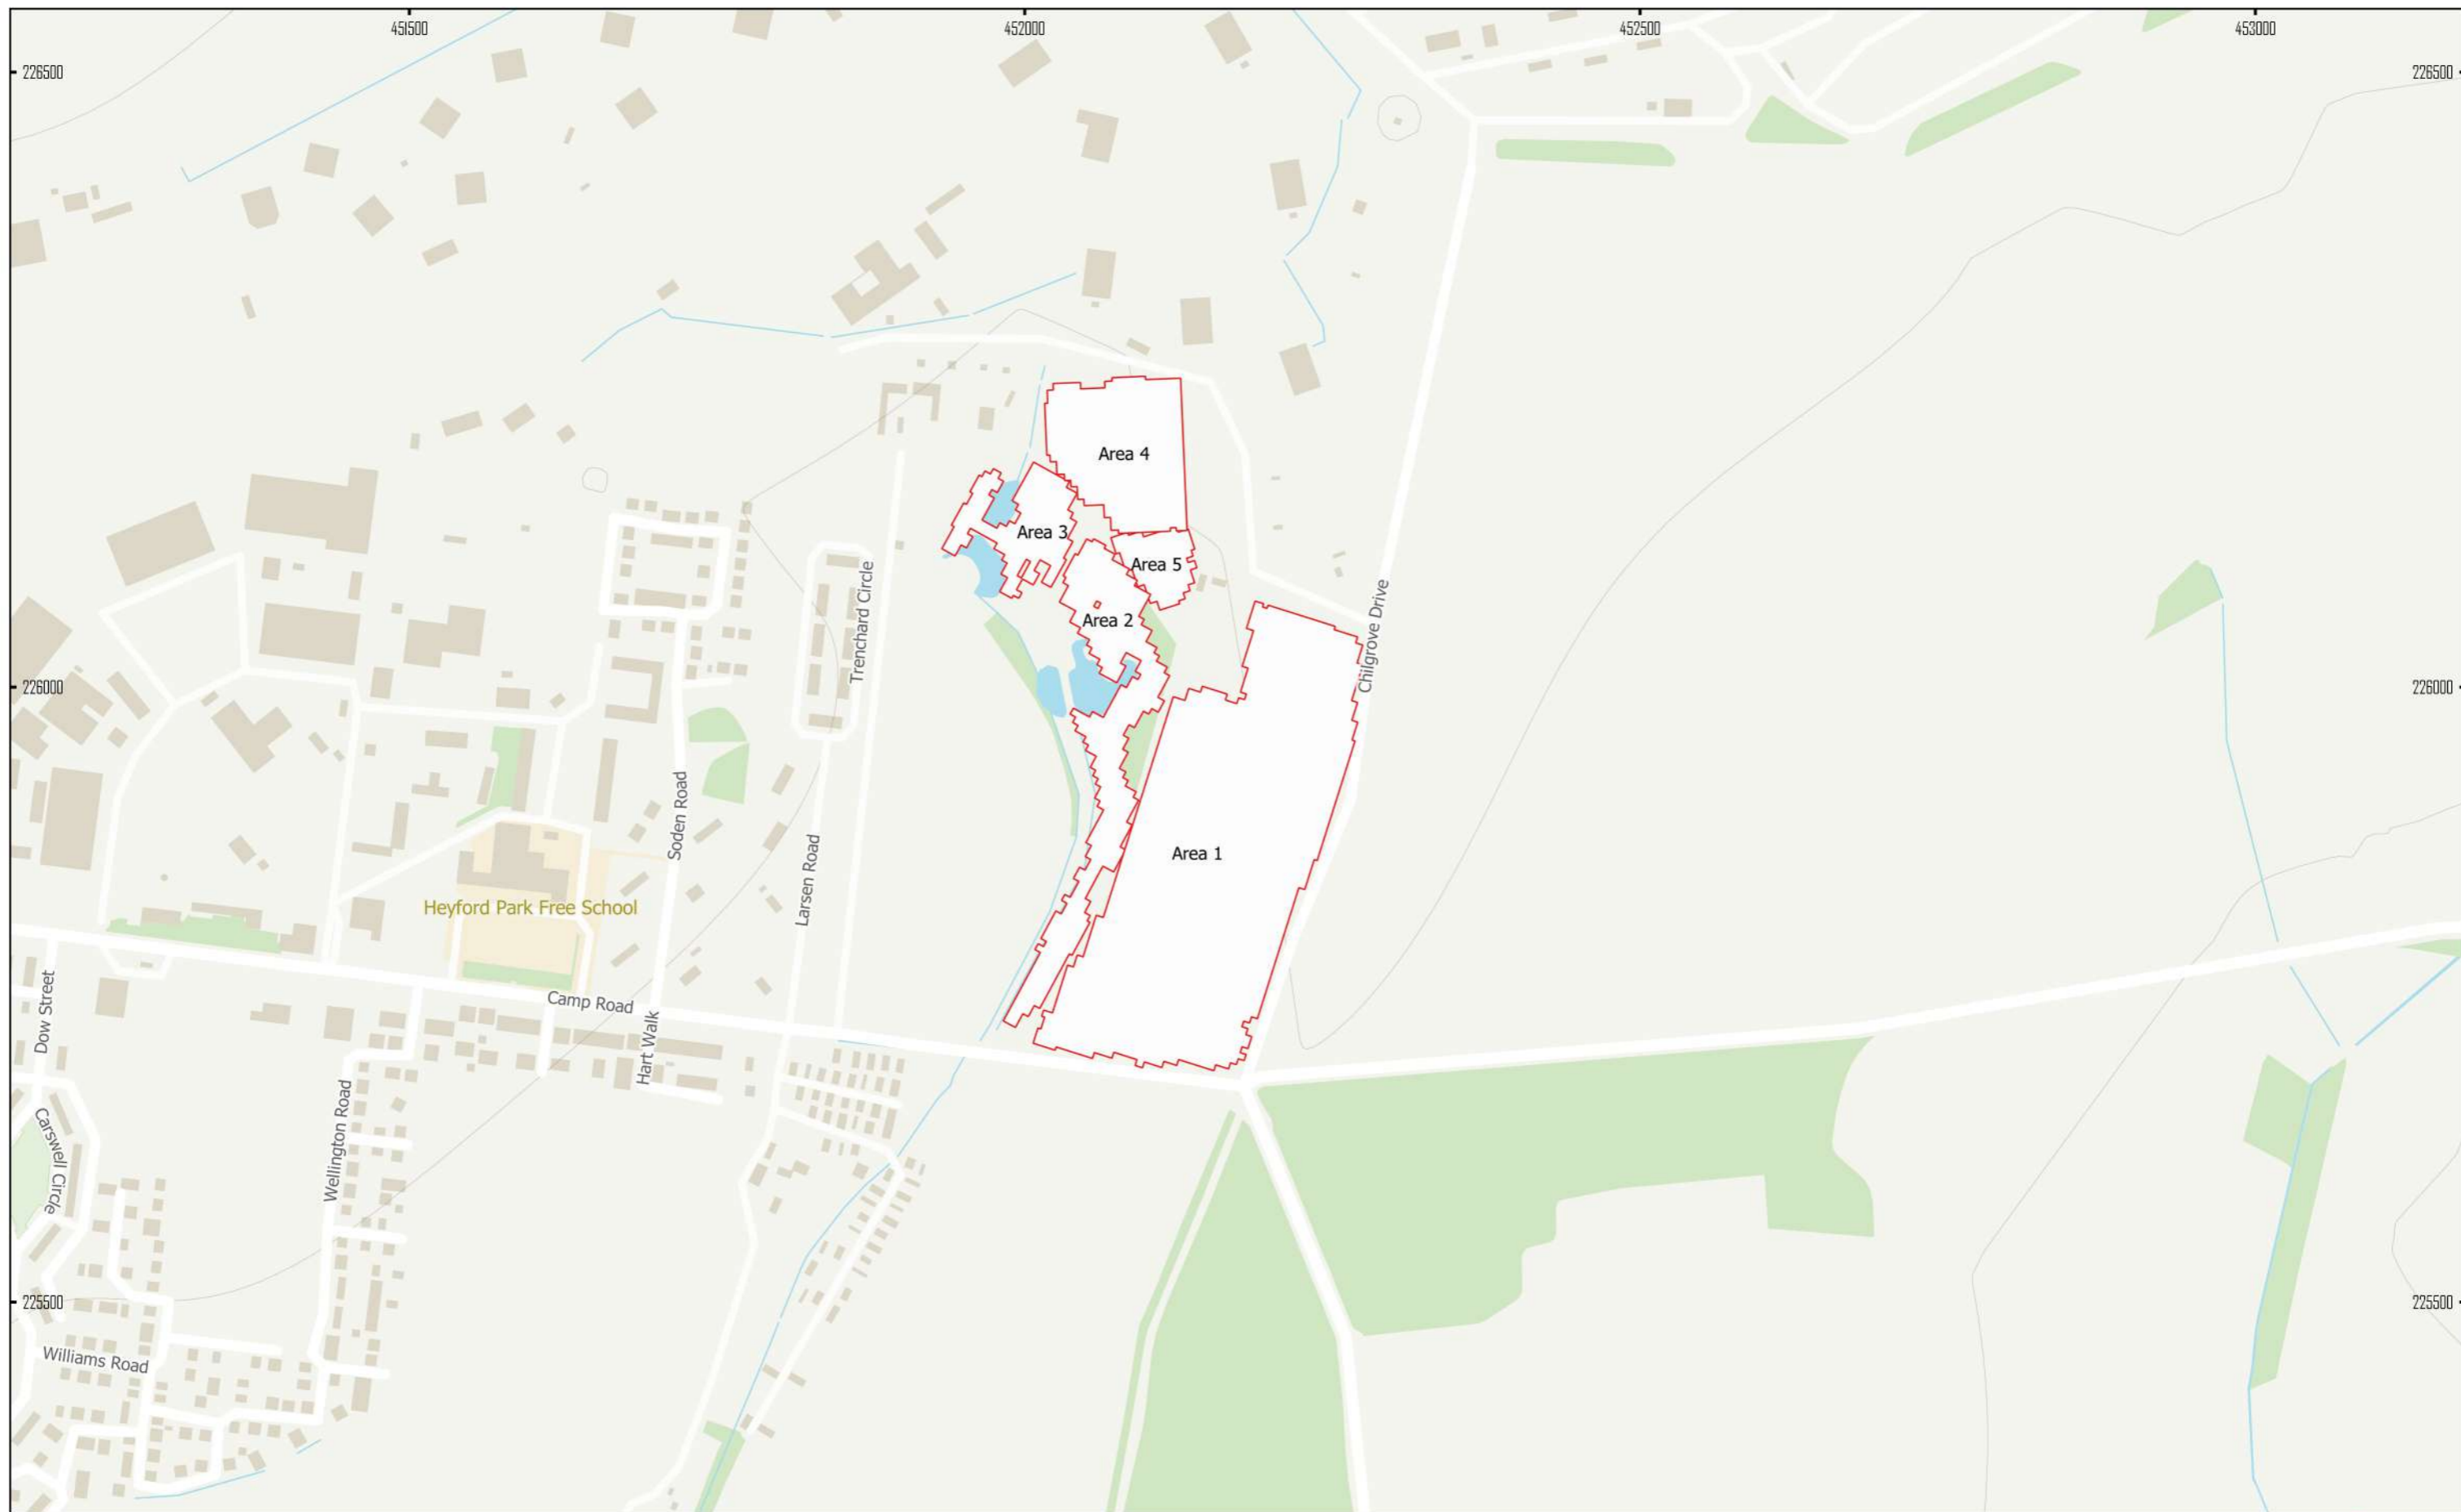 451500
452000
452500
453000
226500
226500
Area 4
Area 3
Area 5
Area 2
Trenchard Circle
Chilgrove Drive
226000
226000
Soden Road
Larsen Road
Area 1
Heyford Park Free School
Camp Road
Dow Street
Hart Walk
Wellington Road
Carswell Circle
225500
225500
Williams Road